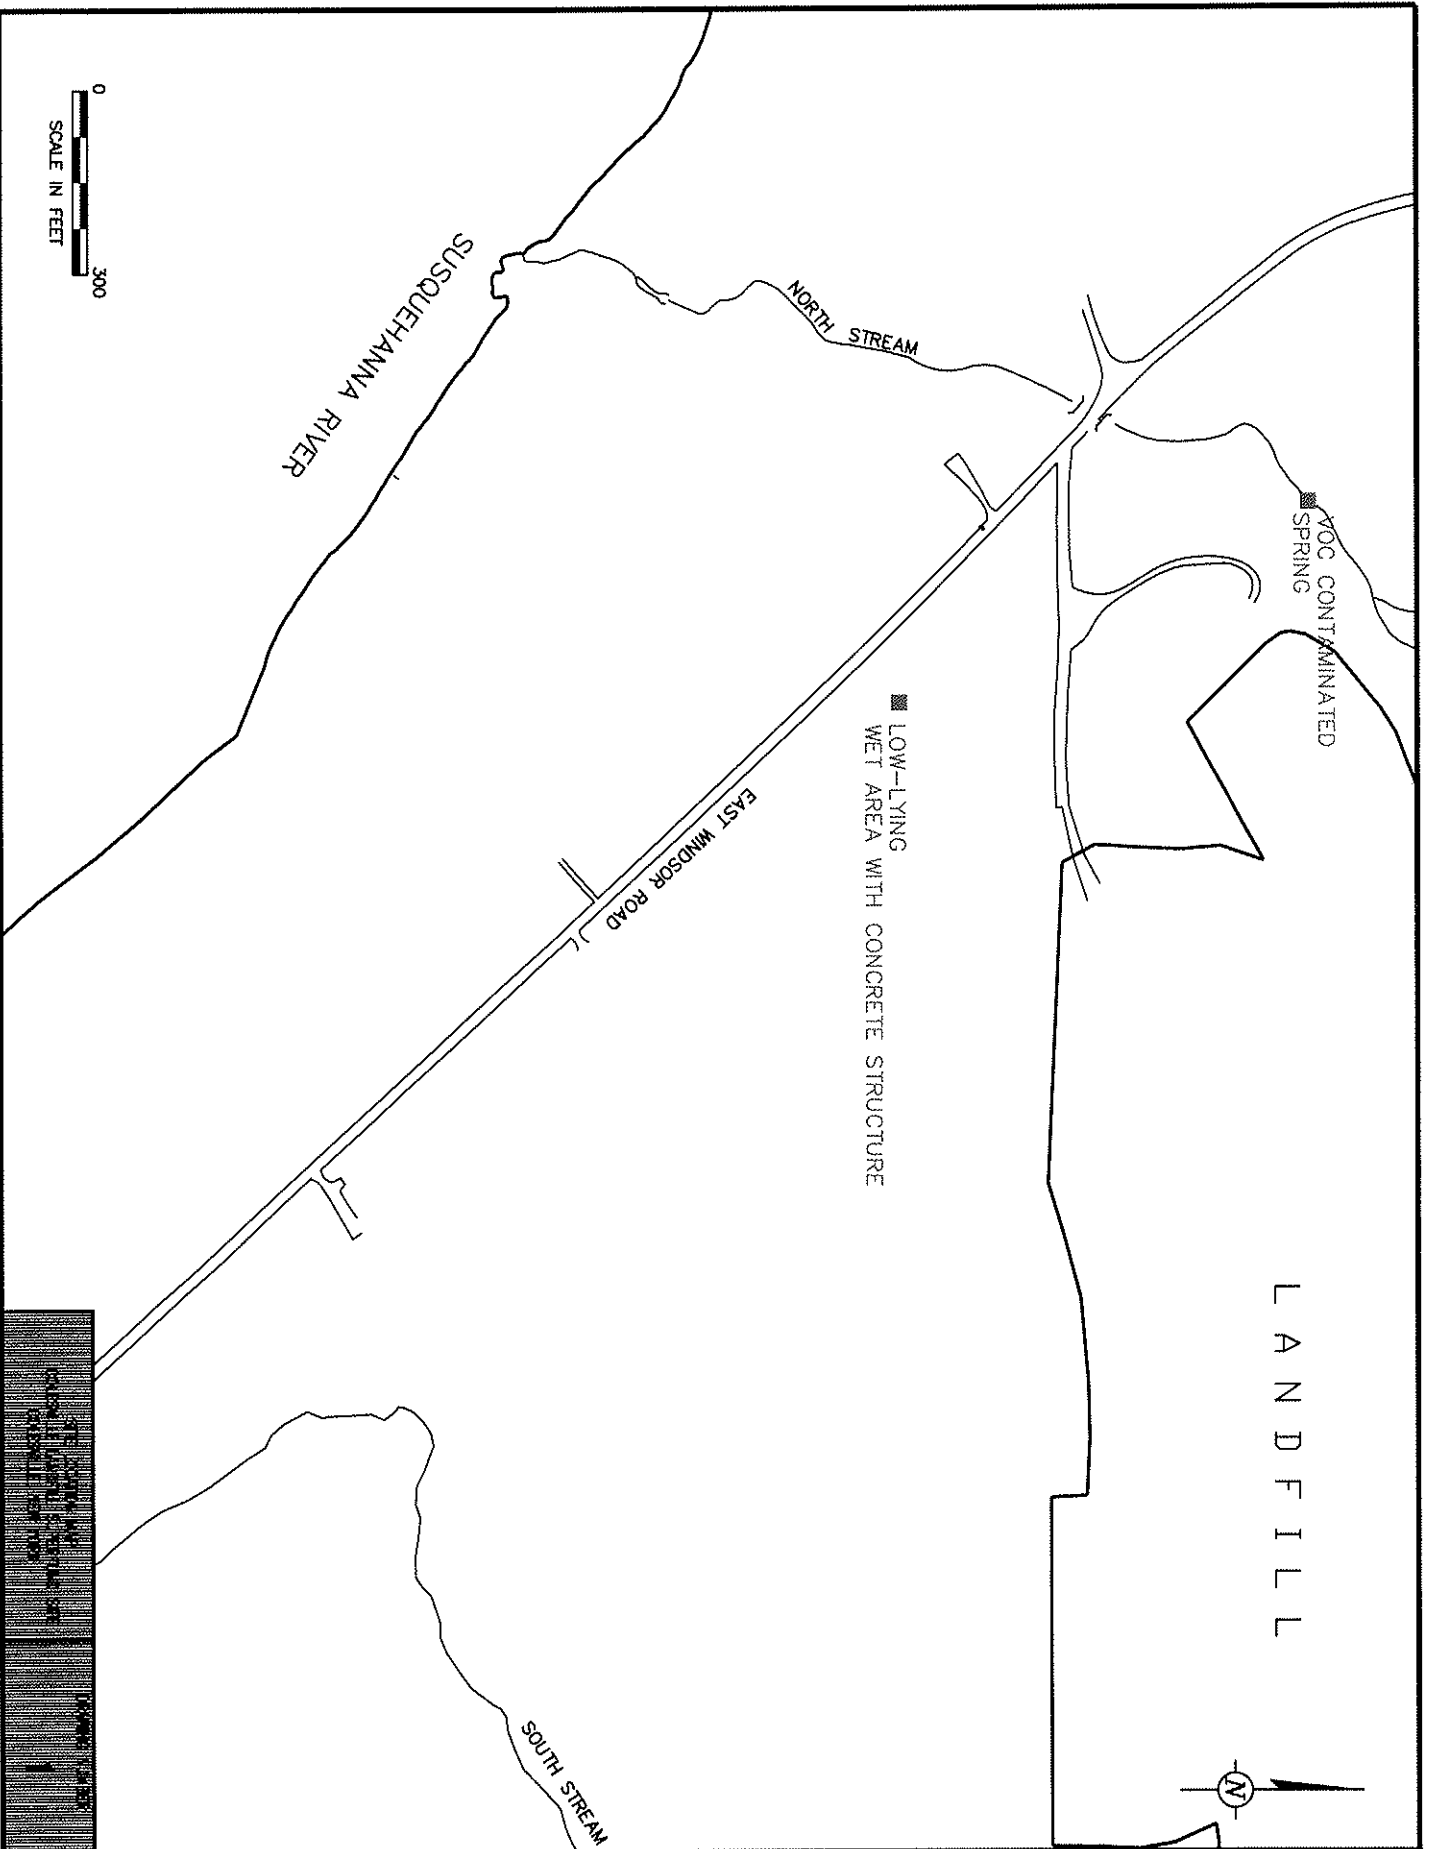 VOC CONTAMINATED
SPRING
LANDFILL
N
NORTH STREAM
LOW-LYING
WET AREA WITH CONCRETE STRUCTURE
EAST WINDSOR ROAD
SUSQUEHANNA RIVER
SOUTH STREAM
0 300
SCALE IN FEET